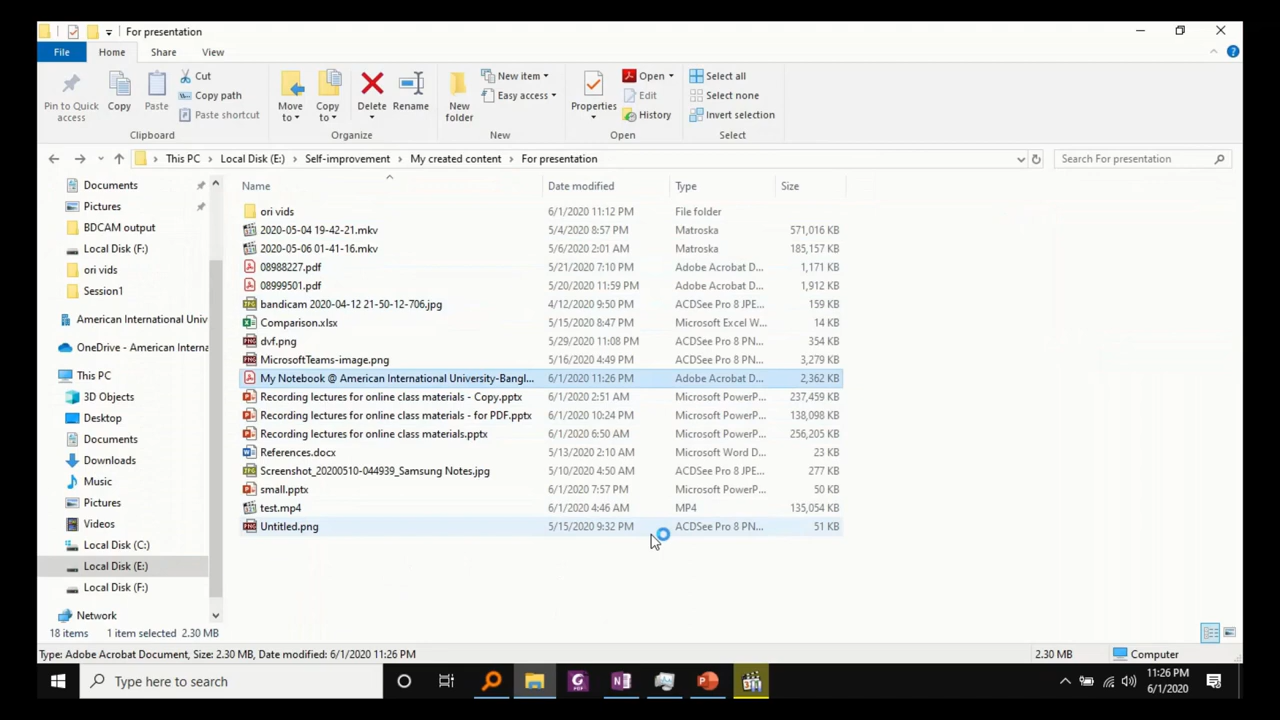 For presentation
File Home Share View
Pin to Quick access
Copy
Paste
Cut
Copy path
Paste shortcut
Clipboard
Move to
Copy to
Delete
Rename
Organize
New folder
New item
Easy access
New
Properties
Open
Edit
History
Open
Select all
Select none
Invert selection
Select
This PC > Local Disk (E:) > Self-improvement > My created content > For presentation
Search For presentation
Documents
Pictures
BDCAM output
Local Disk (F:)
ori vids
Session1
American International Univ
OneDrive - American Interna
This PC
3D Objects
Desktop
Documents
Downloads
Music
Pictures
Videos
Local Disk (C:)
Local Disk (E:)
Local Disk (F:)
Network
Name Date modified Type Size
ori vids 6/1/2020 11:12 PM File folder
2020-05-04 19-42-21.mkv 5/4/2020 8:57 PM Matroska 571,016 KB
2020-05-06 01-41-16.mkv 5/6/2020 2:01 AM Matroska 185,157 KB
08988227.pdf 5/21/2020 7:10 PM Adobe Acrobat D... 1,171 KB
08999501.pdf 5/20/2020 11:59 PM Adobe Acrobat D... 1,912 KB
bandicam 2020-04-12 21-50-12-706.jpg 4/12/2020 9:50 PM ACDSee Pro 8 JPE... 159 KB
Comparison.xlsx 5/15/2020 8:47 PM Microsoft Excel W... 14 KB
dvf.png 5/29/2020 11:08 PM ACDSee Pro 8 PN... 354 KB
MicrosoftTeams-image.png 5/16/2020 4:49 PM ACDSee Pro 8 PN... 3,279 KB
My Notebook @ American International University-Bangl... 6/1/2020 11:26 PM Adobe Acrobat D... 2,362 KB
Recording lectures for online class materials - Copy.pptx 6/1/2020 2:51 AM Microsoft PowerP... 237,459 KB
Recording lectures for online class materials - for PDF.pptx 6/1/2020 10:24 PM Microsoft PowerP... 138,098 KB
Recording lectures for online class materials.pptx 6/1/2020 6:50 AM Microsoft PowerP... 256,205 KB
References.docx 5/13/2020 2:10 AM Microsoft Word D... 23 KB
Screenshot_20200510-044939_Samsung Notes.jpg 5/10/2020 4:50 AM ACDSee Pro 8 JPE... 277 KB
small.pptx 6/1/2020 7:57 PM Microsoft PowerP... 50 KB
test.mp4 6/1/2020 4:46 AM MP4 135,054 KB
Untitled.png 5/15/2020 9:32 PM ACDSee Pro 8 PN... 51 KB
18 items 1 item selected 2.30 MB
Type: Adobe Acrobat Document, Size: 2.30 MB, Date modified: 6/1/2020 11:26 PM 2.30 MB Computer
Type here to search
11:26 PM
6/1/2020